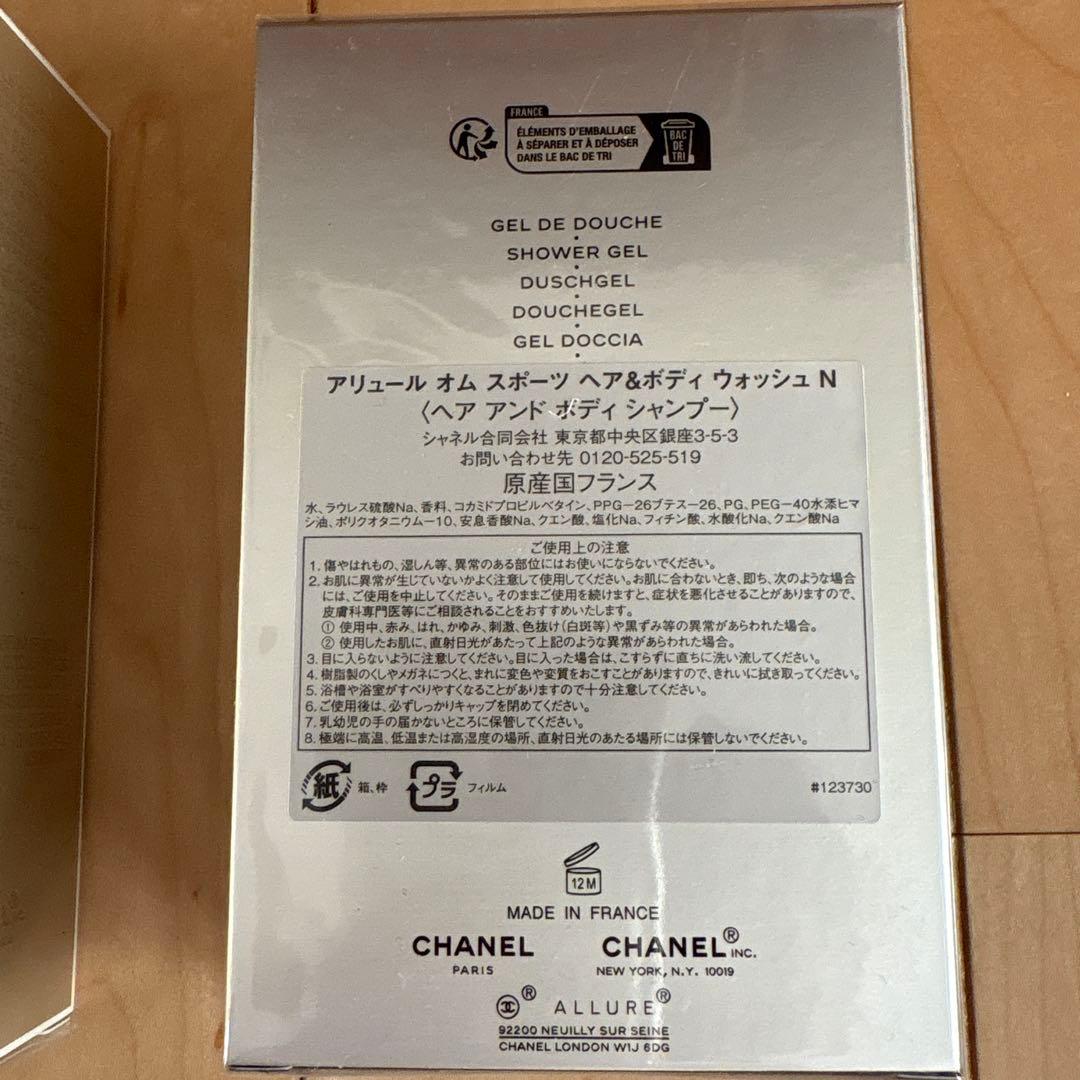 FRANCE
ÉLÉMENTS D'EMBALLAGE
À SÉPARER ET À DÉPOSER
DANS LE BAC DE TRI
BAC
DE
TRI
GEL DE DOUCHE
SHOWER GEL
DUSCHGEL
DOUCHEGEL
GEL DOCCIA
アリュール オム スポーツ ヘア&ボディ ウォッシュ N
〈ヘア アンド ボディ シャンプー〉
シャネル合同会社 東京都中央区銀座3-5-3
お問い合わせ先 0120-525-519
原産国フランス
水、ラウレス硫酸Na、香料、コカミドプロピルベタイン、PPG－26ブテス－26、PG、PEG－40水添ヒマ
シ油、ポリクオタニウム－10、安息香酸Na、クエン酸、塩化Na、フィチン酸、水酸化Na、クエン酸Na
ご使用上の注意
1. 傷やはれもの、湿しん等、異常のある部位にはお使いにならないでください。
2. お肌に異常が生じていないかよく注意して使用してください。お肌に合わないとき、即ち、次のような場合
には、ご使用を中止してください。そのままご使用を続けますと、症状を悪化させることがありますので、
皮膚科専門医等にご相談されることをおすすめいたします。
① 使用中、赤み、はれ、かゆみ、刺激、色抜け(白斑等)や黒ずみ等の異常があらわれた場合。
② 使用したお肌に、直射日光があたって上記のような異常があらわれた場合。
3. 目に入らないように注意してください。目に入った場合は、こすらずに直ちに洗い流してください。
4. 樹脂製のくしやメガネにつくと、まれに変色や変質をおこすことがありますので、きれいに拭き取ってください。
5. 浴槽や浴室がすべりやすくなることがありますので十分注意してください。
6. ご使用後は、必ずしっかりキャップを閉めてください。
7. 乳幼児の手の届かないところに保管してください。
8. 極端に高温、低温または高湿度の場所、直射日光のあたる場所には保管しないでください。
紙 箱、枠 プラ フィルム #123730
12M
MADE IN FRANCE
CHANEL CHANEL® INC.
PARIS NEW YORK, N.Y. 10019
® ALLURE®
92200 NEUILLY SUR SEINE
CHANEL LONDON W1J 6DG